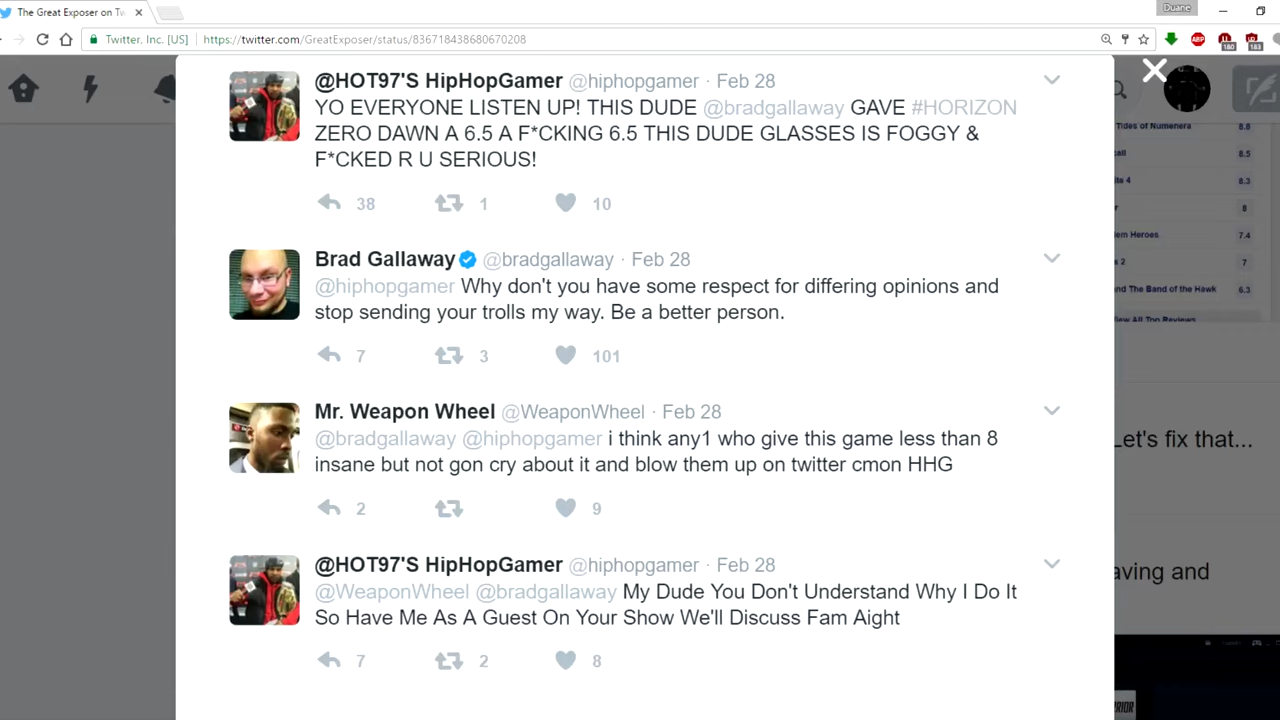 The Great Exposer on Tw
Duane
Twitter, Inc. [US]
https://twitter.com/GreatExposer/status/836718438680670208
ABP
180
183
@HOT97'S HipHopGamer @hiphopgamer · Feb 28
YO EVERYONE LISTEN UP! THIS DUDE @bradgallaway GAVE #HORIZON
ZERO DAWN A 6.5 A F*CKING 6.5 THIS DUDE GLASSES IS FOGGY &
F*CKED R U SERIOUS!
38 1 10
Brad Gallaway @bradgallaway · Feb 28
@hiphopgamer Why don't you have some respect for differing opinions and
stop sending your trolls my way. Be a better person.
7 3 101
Mr. Weapon Wheel @WeaponWheel · Feb 28
@bradgallaway @hiphopgamer i think any1 who give this game less than 8
insane but not gon cry about it and blow them up on twitter cmon HHG
2 9
@HOT97'S HipHopGamer @hiphopgamer · Feb 28
@WeaponWheel @bradgallaway My Dude You Don't Understand Why I Do It
So Have Me As A Guest On Your Show We'll Discuss Fam Aight
7 2 8
Tides of Numenera 8.8
8.5
8.3
8
7.4
2 7
and The Band of the Hawk 6.3
View All Top Reviews
Let's fix that...
aving and